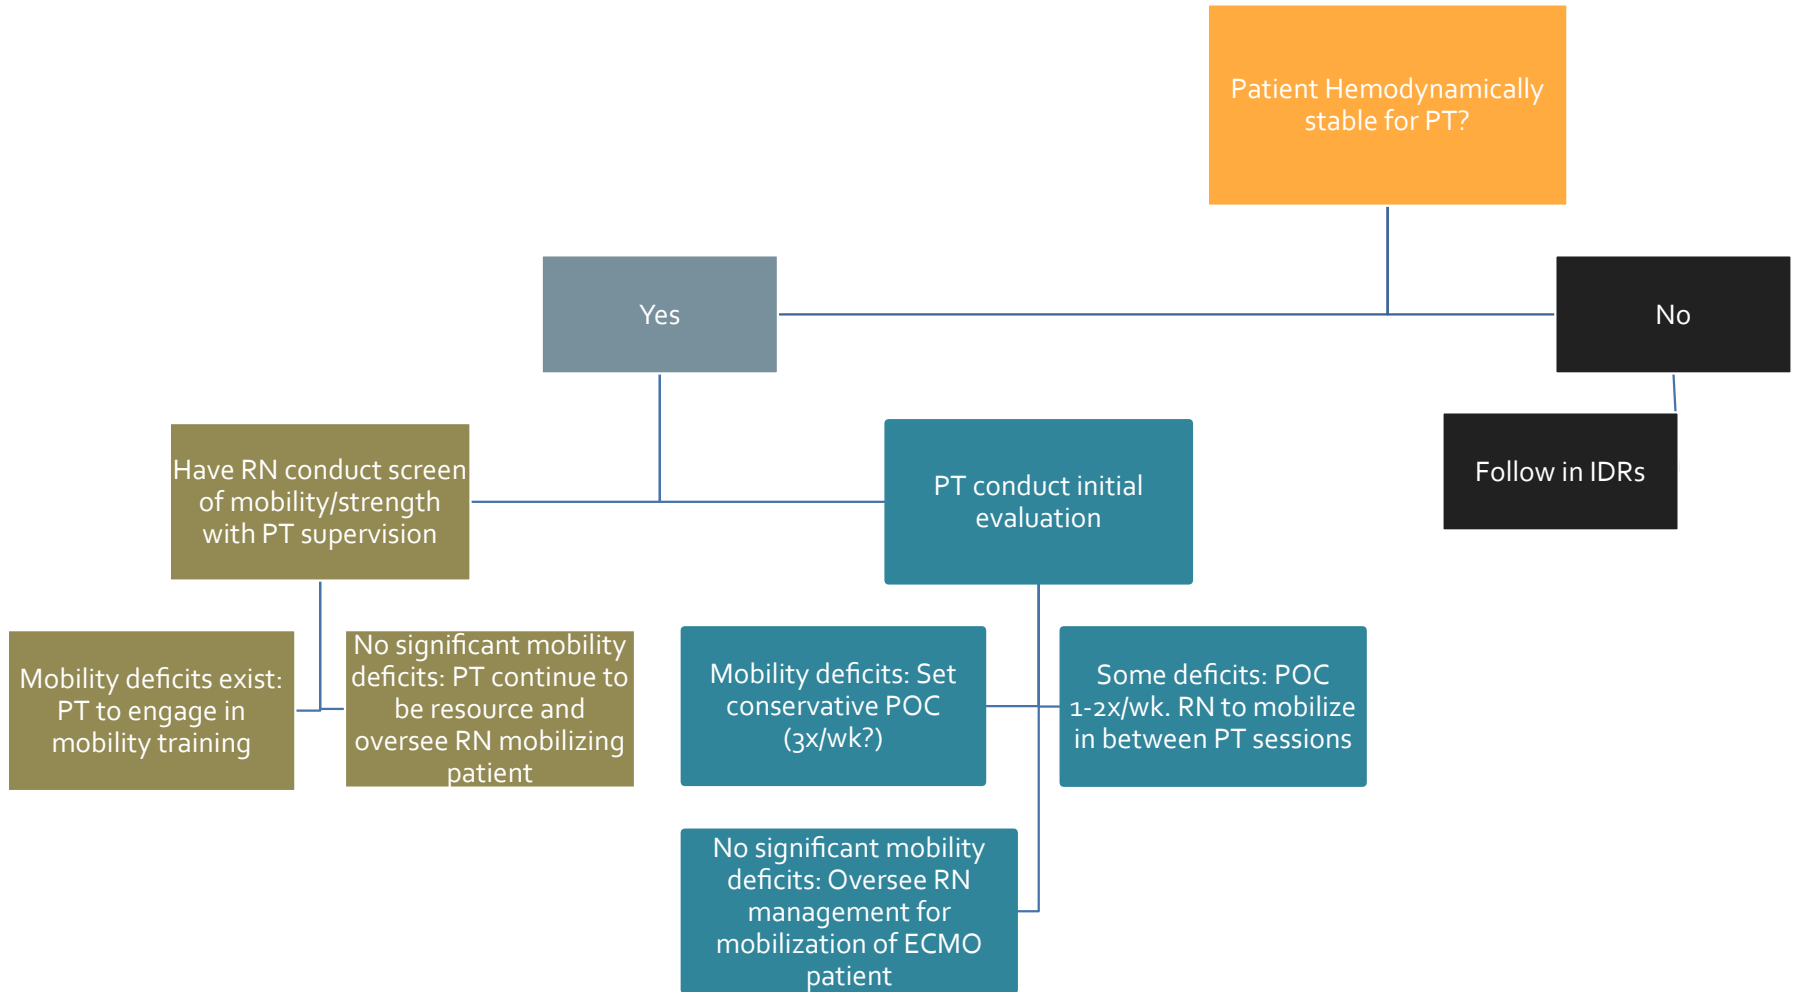 Patient Hemodynamically
stable for PT?
Yes
No
Have RN conduct screen
of mobility/strength
with PT supervision
PT conduct initial
evaluation
Follow in IDRs
Mobility deficits exist:
PT to engage in
mobility training
No significant mobility
deficits: PT continue to
be resource and
oversee RN mobilizing
patient
Mobility deficits: Set
conservative POC
(3x/wk?)
Some deficits: POC
1-2x/wk. RN to mobilize
in between PT sessions
No significant mobility
deficits: Oversee RN
management for
mobilization of ECMO
patient